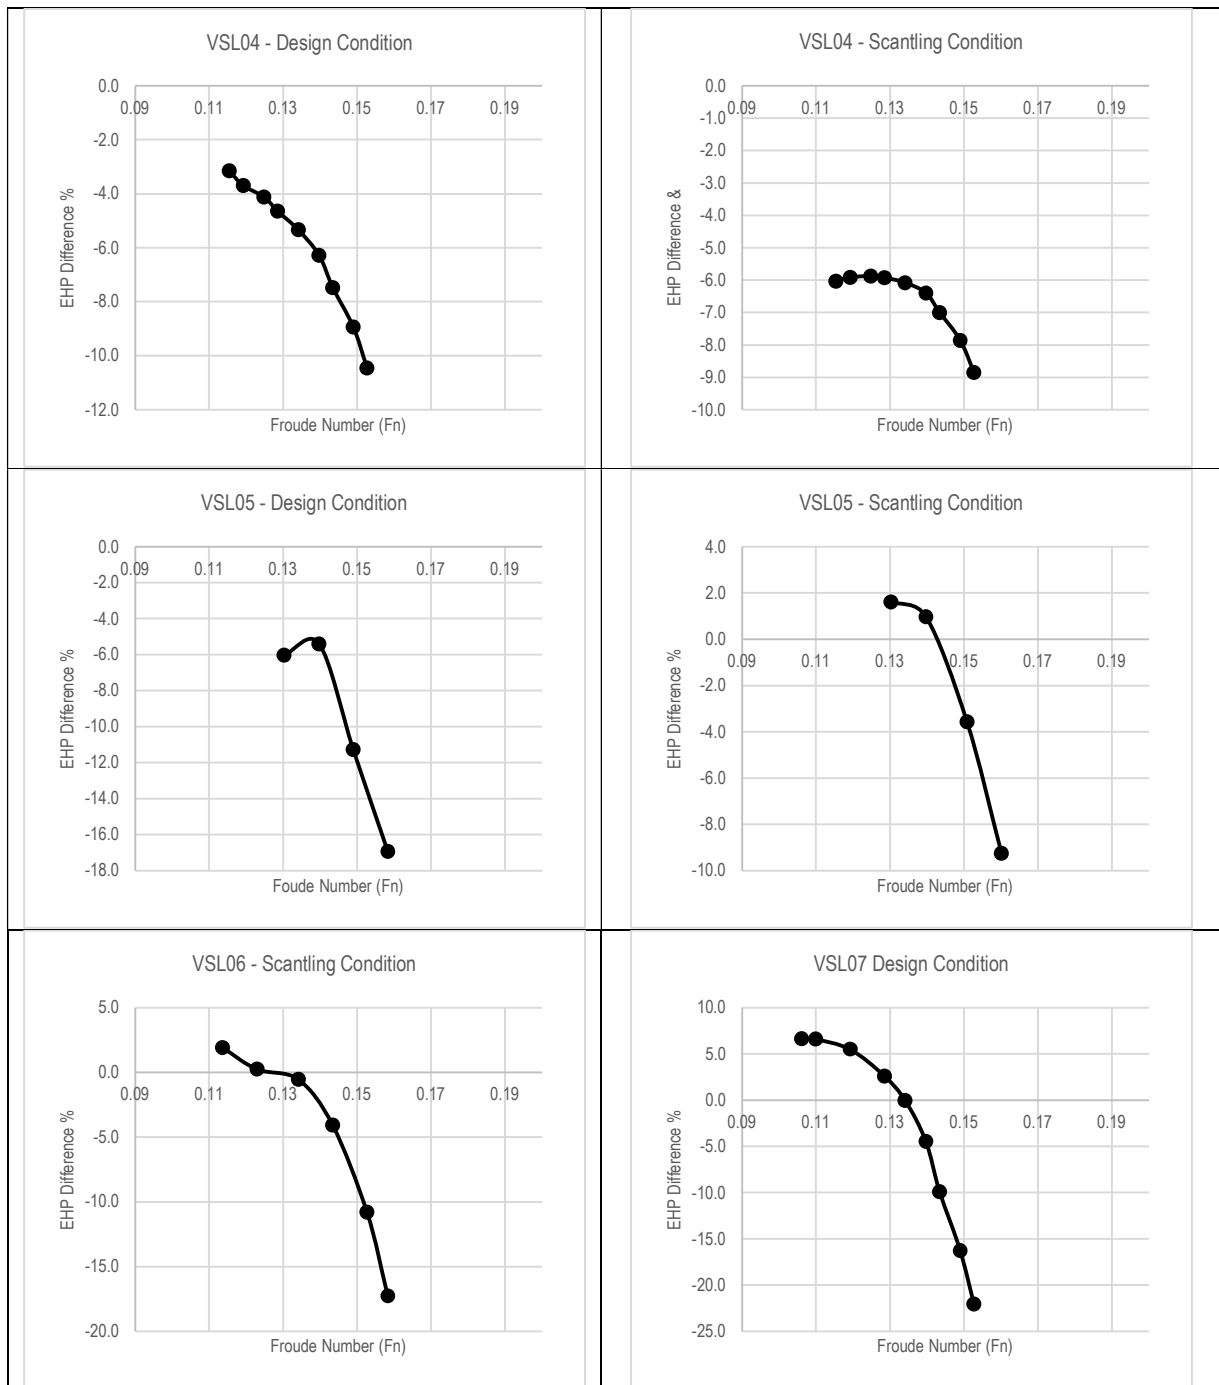 VSL04 - Design Condition
0.0
0.09 0.11 0.13 0.15 0.17 0.19
-2.0
-4.0
-6.0
-8.0
-10.0
-12.0
EHP Difference %
Froude Number (Fn)
VSL04 - Scantling Condition
0.0
0.09 0.11 0.13 0.15 0.17 0.19
-1.0
-2.0
-3.0
-4.0
-5.0
-6.0
-7.0
-8.0
-9.0
-10.0
EHP Difference &
Froude Number (Fn)
VSL05 - Design Condition
0.0
0.09 0.11 0.13 0.15 0.17 0.19
-2.0
-4.0
-6.0
-8.0
-10.0
-12.0
-14.0
-16.0
-18.0
EHP Difference %
Foude Number (Fn)
VSL05 - Scantling Condition
4.0
2.0
0.0
0.09 0.11 0.13 0.15 0.17 0.19
-2.0
-4.0
-6.0
-8.0
-10.0
EHP Difference %
Froude Number (Fn)
VSL06 - Scantling Condition
5.0
0.0
0.09 0.11 0.13 0.15 0.17 0.19
-5.0
-10.0
-15.0
-20.0
EHP Difference %
Froude Number (Fn)
VSL07 Design Condition
10.0
5.0
0.0
0.09 0.11 0.13 0.15 0.17 0.19
-5.0
-10.0
-15.0
-20.0
-25.0
EHP Difference %
Froude Number (Fn)